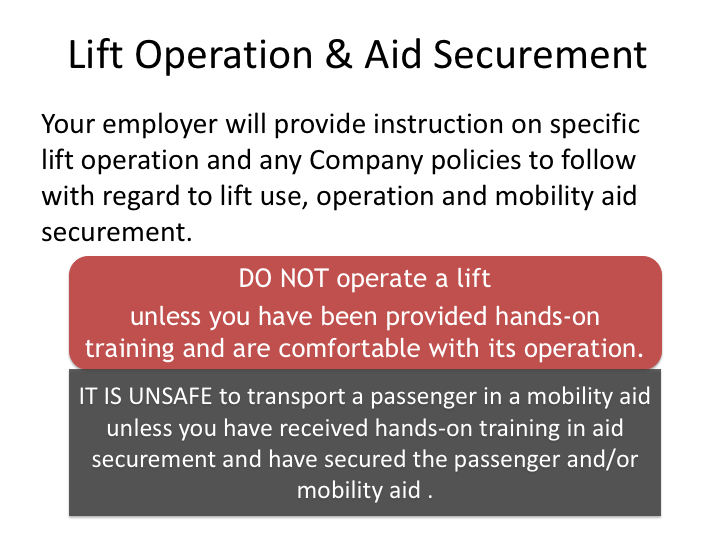 Lift Operation & Aid Securement
Your employer will provide instruction on specific
lift operation and any Company policies to follow
with regard to lift use, operation and mobility aid
securement.
DO NOT operate a lift
unless you have been provided hands-on
training and are comfortable with its operation.
IT IS UNSAFE to transport a passenger in a mobility aid
unless you have received hands-on training in aid
securement and have secured the passenger and/or
mobility aid .